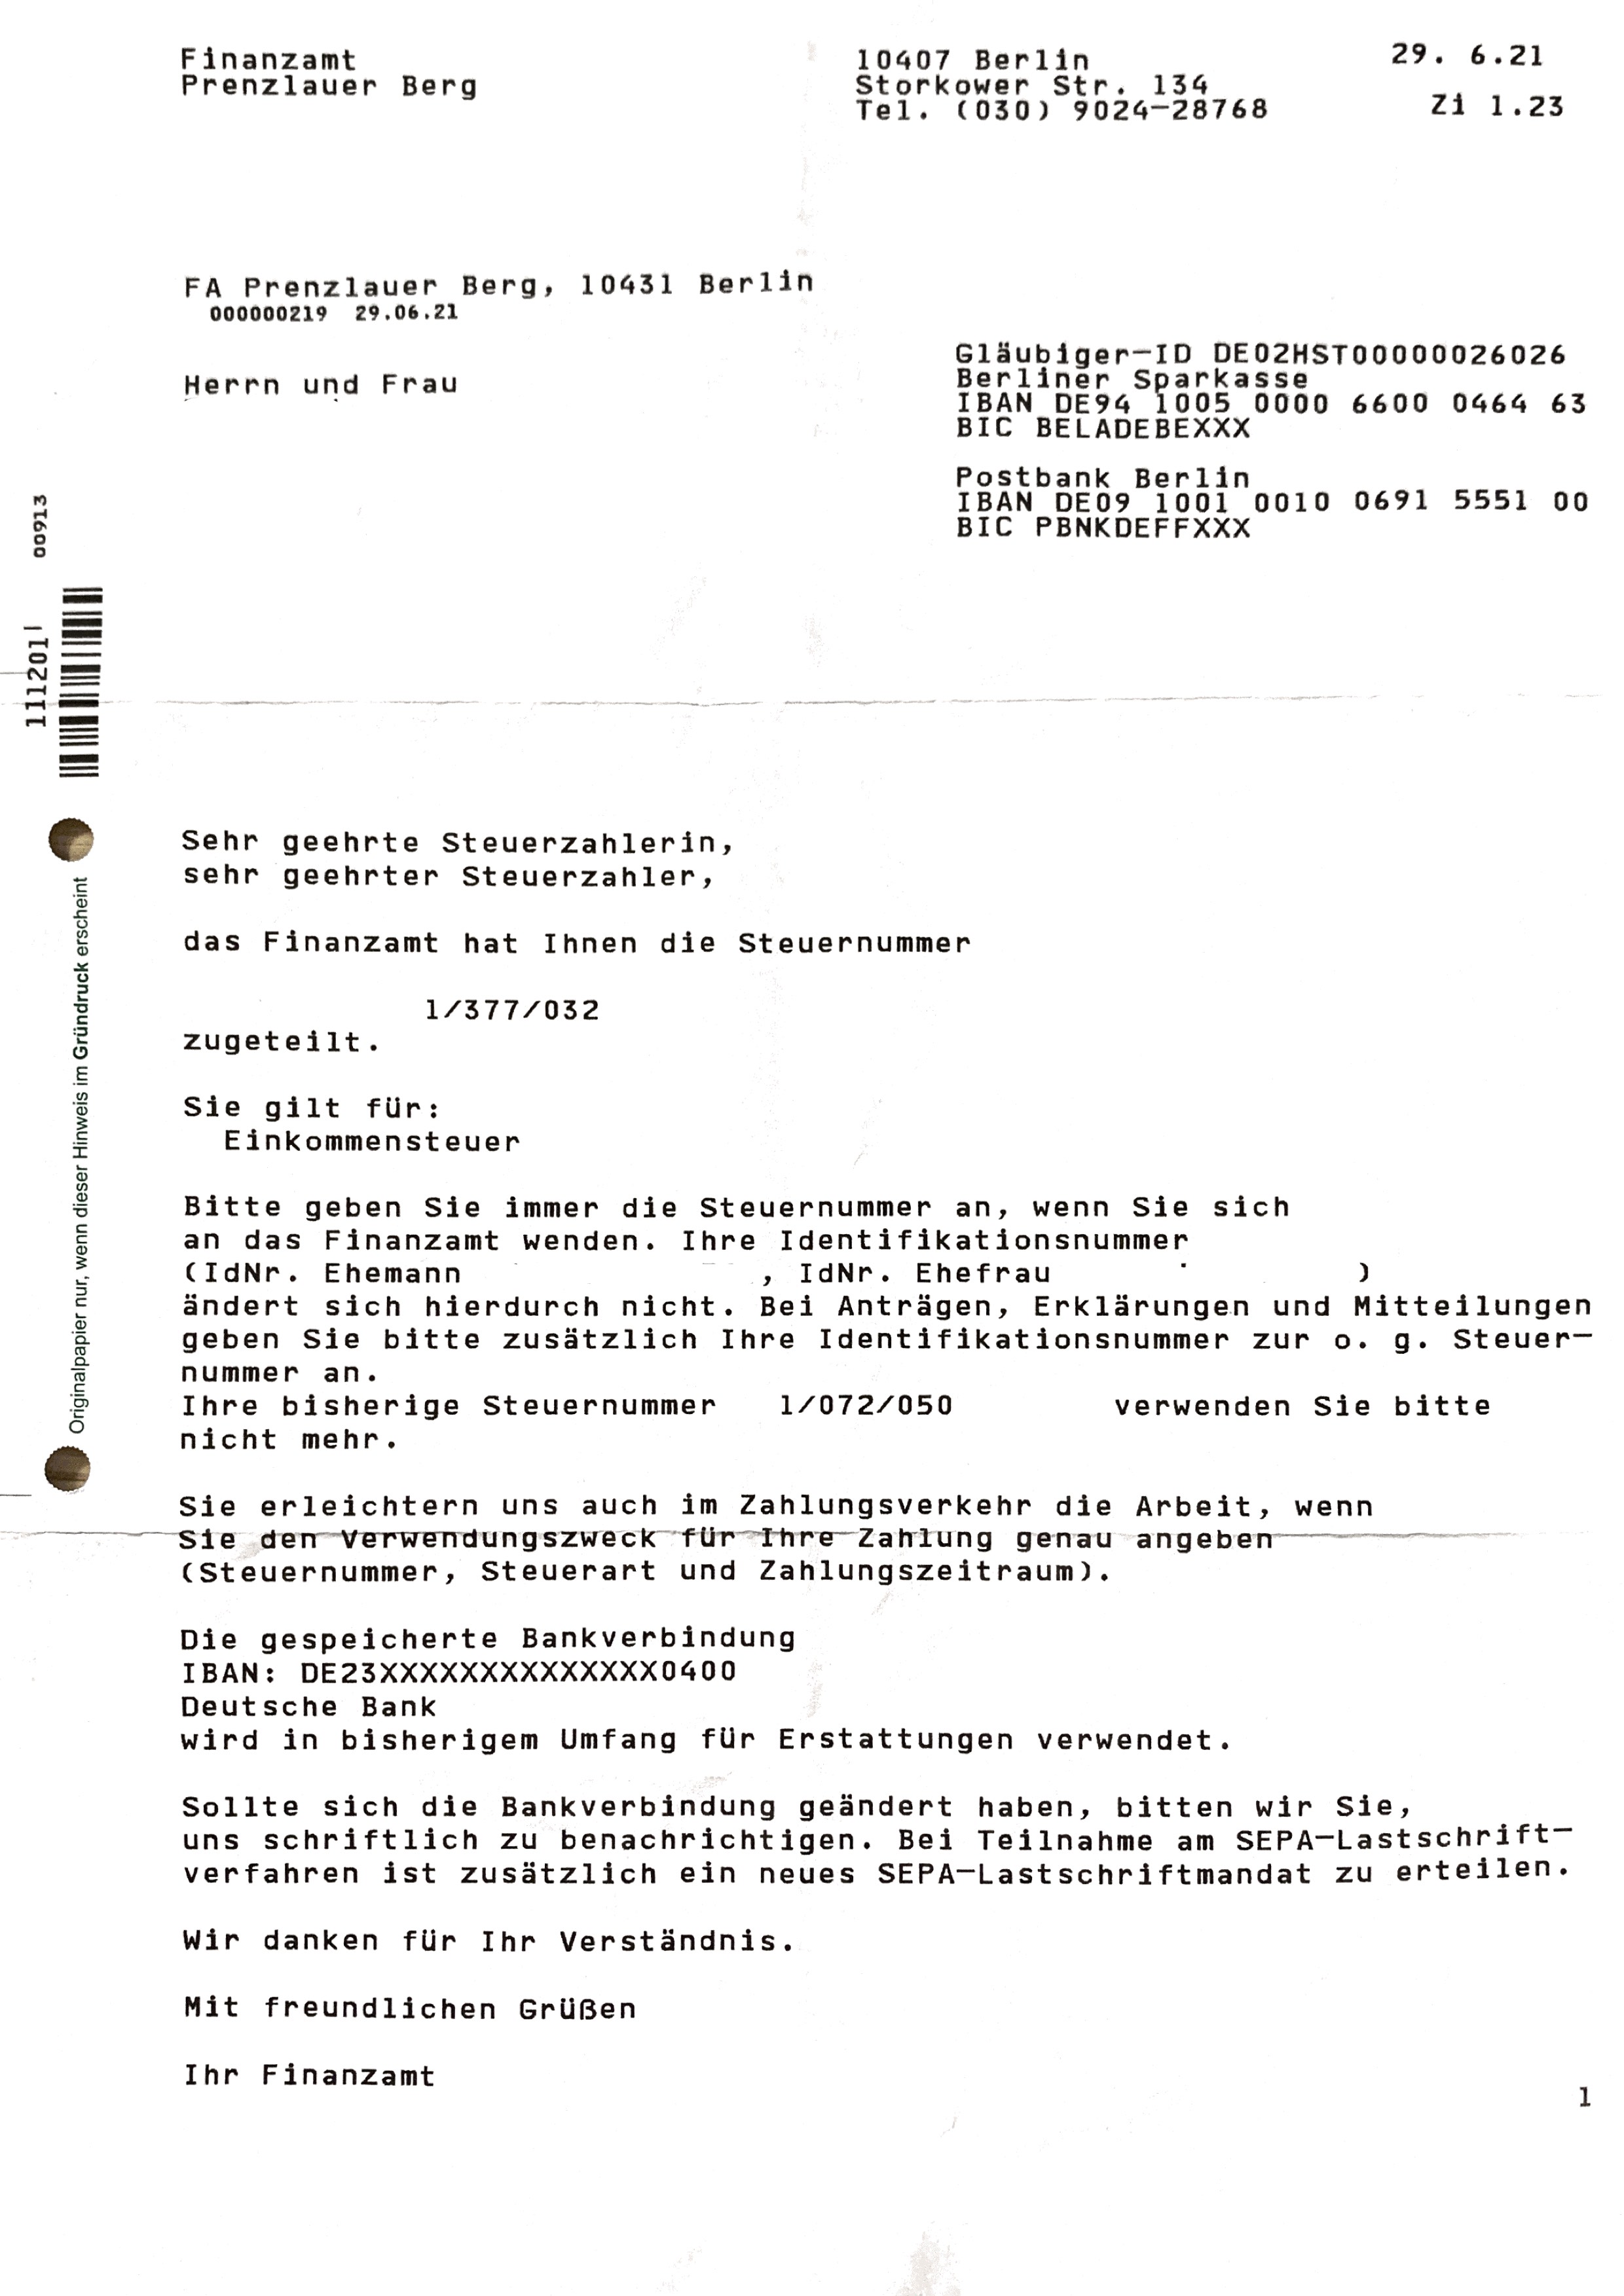 Finanzamt
Prenzlauer Berg
10407 Berlin
Storkower Str. 134
Tel. (030) 9024-28768
29. 6.21
Zi 1.23
FA Prenzlauer Berg, 10431 Berlin
000000219 29.06.21
Herrn und Frau
Gläubiger-ID DE02HST00000026026
Berliner Sparkasse
IBAN DE94 1005 0000 6600 0464 63
BIC BELADEBEXXX
Postbank Berlin
IBAN DE09 1001 0010 0691 5551 00
BIC PBNKDEFFXXX
00913
111201
Originalpapier nur, wenn dieser Hinweis im Gründruck erscheint
Sehr geehrte Steuerzahlerin,
sehr geehrter Steuerzahler,
das Finanzamt hat Ihnen die Steuernummer
1/377/032
zugeteilt.
Sie gilt für:
Einkommensteuer
Bitte geben Sie immer die Steuernummer an, wenn Sie sich
an das Finanzamt wenden. Ihre Identifikationsnummer
(IdNr. Ehemann , IdNr. Ehefrau )
ändert sich hierdurch nicht. Bei Anträgen, Erklärungen und Mitteilungen
geben Sie bitte zusätzlich Ihre Identifikationsnummer zur o. g. Steuer-
nummer an.
Ihre bisherige Steuernummer 1/072/050 verwenden Sie bitte
nicht mehr.
Sie erleichtern uns auch im Zahlungsverkehr die Arbeit, wenn
Sie den Verwendungszweck für Ihre Zahlung genau angeben
(Steuernummer, Steuerart und Zahlungszeitraum).
Die gespeicherte Bankverbindung
IBAN: DE23XXXXXXXXXXXXXX0400
Deutsche Bank
wird in bisherigem Umfang für Erstattungen verwendet.
Sollte sich die Bankverbindung geändert haben, bitten wir Sie,
uns schriftlich zu benachrichtigen. Bei Teilnahme am SEPA-Lastschrift-
verfahren ist zusätzlich ein neues SEPA-Lastschriftmandat zu erteilen.
Wir danken für Ihr Verständnis.
Mit freundlichen Grüßen
Ihr Finanzamt
1